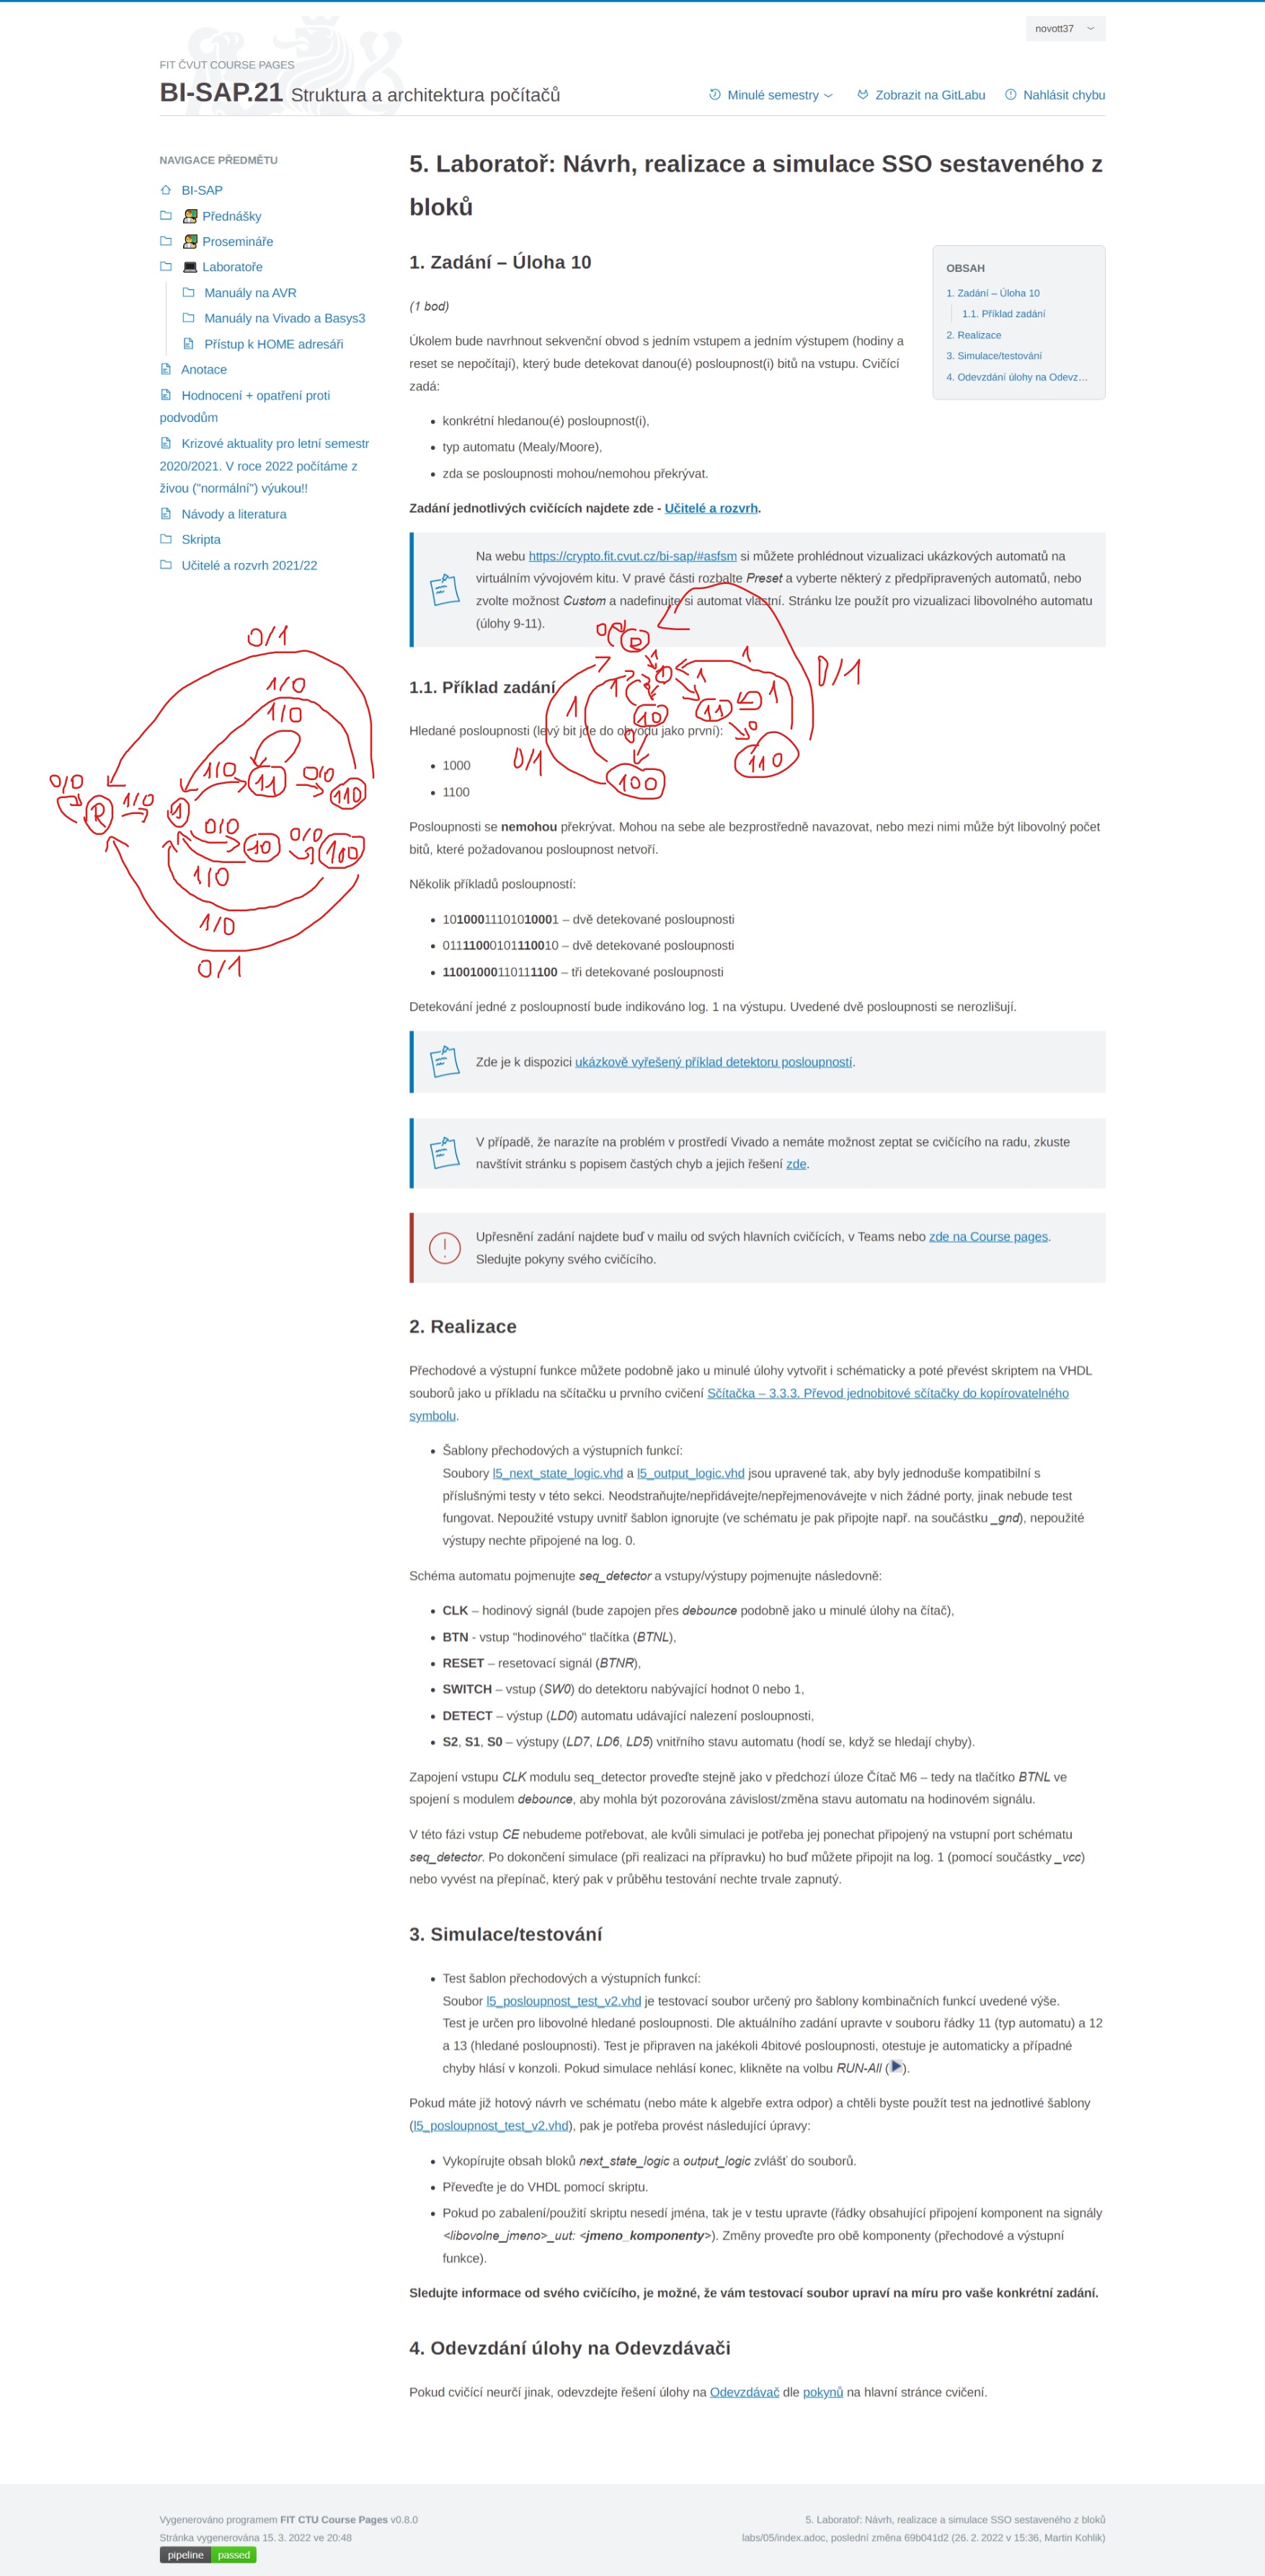 novott37
FIT ČVUT COURSE PAGES
BI-SAP.21 Struktura a architektura počítačů
Minulé semestry
Zobrazit na GitLabu
Nahlásit chybu
NAVIGACE PŘEDMĚTU
BI-SAP
Přednášky
Prosemináře
Laboratoře
Manuály na AVR
Manuály na Vivado a Basys3
Přístup k HOME adresáři
Anotace
Hodnocení + opatření proti
podvodům
Krizové aktuality pro letní semestr
2020/2021. V roce 2022 počítáme z
živou ("normální") výukou!!
Návody a literatura
Skripta
Učitelé a rozvrh 2021/22
0/1
1/0
1/0
1/0
11
0/0
110
0/0
R
1/0
1
0/0
10
0/0
100
1/0
1/0
0/1
5. Laboratoř: Návrh, realizace a simulace SSO sestaveného z
bloků
OBSAH
1. Zadání – Úloha 10
1.1. Příklad zadání
2. Realizace
3. Simulace/testování
4. Odevzdání úlohy na Odevz…
1. Zadání – Úloha 10
(1 bod)
Úkolem bude navrhnout sekvenční obvod s jedním vstupem a jedním výstupem (hodiny a
reset se nepočítají), který bude detekovat danou(é) posloupnost(i) bitů na vstupu. Cvičící
zadá:
konkrétní hledanou(é) posloupnost(i),
typ automatu (Mealy/Moore),
zda se posloupnosti mohou/nemohou překrývat.
Zadání jednotlivých cvičících najdete zde - Učitelé a rozvrh.
Na webu https://crypto.fit.cvut.cz/bi-sap/#asfsm si můžete prohlédnout vizualizaci ukázkových automatů na
virtuálním vývojovém kitu. V pravé části rozbalte Preset a vyberte některý z předpřipravených automatů, nebo
zvolte možnost Custom a nadefinujte si automat vlastní. Stránku lze použít pro vizualizaci libovolného automatu
(úlohy 9-11).
0
R
1
1
1
1
1
1
1
10
11
0
0
110
100
0/1
0/1
1.1. Příklad zadání
Hledané posloupnosti (levý bit jde do obvodu jako první):
1000
1100
Posloupnosti se nemohou překrývat. Mohou na sebe ale bezprostředně navazovat, nebo mezi nimi může být libovolný počet
bitů, které požadovanou posloupnost netvoří.
Několik příkladů posloupností:
10100011101010001 – dvě detekované posloupnosti
0111100010111​0010 – dvě detekované posloupnosti
11001000110111100 – tři detekované posloupnosti
Detekování jedné z posloupností bude indikováno log. 1 na výstupu. Uvedené dvě posloupnosti se nerozlišují.
Zde je k dispozici ukázkově vyřešený příklad detektoru posloupností.
V případě, že narazíte na problém v prostředí Vivado a nemáte možnost zeptat se cvičícího na radu, zkuste
navštívit stránku s popisem častých chyb a jejich řešení zde.
Upřesnění zadání najdete buď v mailu od svých hlavních cvičících, v Teams nebo zde na Course pages.
Sledujte pokyny svého cvičícího.
2. Realizace
Přechodové a výstupní funkce můžete podobně jako u minulé úlohy vytvořit i schématicky a poté převést skriptem na VHDL
souborů jako u příkladu na sčítačku u prvního cvičení Sčítačka – 3.3.3. Převod jednobitové sčítačky do kopírovatelného
symbolu.
Šablony přechodových a výstupních funkcí:
Soubory l5_next_state_logic.vhd a l5_output_logic.vhd jsou upravené tak, aby byly jednoduše kompatibilní s
příslušnými testy v této sekci. Neodstraňujte/nepřidávejte/nepřejmenovávejte v nich žádné porty, jinak nebude test
fungovat. Nepoužité vstupy uvnitř šablon ignorujte (ve schématu je pak připojte např. na součástku _gnd), nepoužité
výstupy nechte připojené na log. 0.
Schéma automatu pojmenujte seq_detector a vstupy/výstupy pojmenujte následovně:
CLK – hodinový signál (bude zapojen přes debounce podobně jako u minulé úlohy na čítač),
BTN - vstup "hodinového" tlačítka (BTNL),
RESET – resetovací signál (BTNR),
SWITCH – vstup (SW0) do detektoru nabývající hodnot 0 nebo 1,
DETECT – výstup (LD0) automatu udávající nalezení posloupnosti,
S2, S1, S0 – výstupy (LD7, LD6, LD5) vnitřního stavu automatu (hodí se, když se hledají chyby).
Zapojení vstupu CLK modulu seq_detector proveďte stejně jako v předchozí úloze Čítač M6 – tedy na tlačítko BTNL ve
spojení s modulem debounce, aby mohla být pozorována závislost/změna stavu automatu na hodinovém signálu.
V této fázi vstup CE nebudeme potřebovat, ale kvůli simulaci je potřeba jej ponechat připojený na vstupní port schématu
seq_detector. Po dokončení simulace (při realizaci na přípravku) ho buď můžete připojit na log. 1 (pomocí součástky _vcc)
nebo vyvést na přepínač, který pak v průběhu testování nechte trvale zapnutý.
3. Simulace/testování
Test šablon přechodových a výstupních funkcí:
Soubor l5_posloupnost_test_v2.vhd je testovací soubor určený pro šablony kombinačních funkcí uvedené výše.
Test je určen pro libovolné hledané posloupnosti. Dle aktuálního zadání upravte v souboru řádky 11 (typ automatu) a 12
a 13 (hledané posloupnosti). Test je připraven na jakékoli 4bitové posloupnosti, otestuje je automaticky a případné
chyby hlásí v konzoli. Pokud simulace nehlásí konec, klikněte na volbu RUN-All ( ).
Pokud máte již hotový návrh ve schématu (nebo máte k algebře extra odpor) a chtěli byste použít test na jednotlivé šablony
(l5_posloupnost_test_v2.vhd), pak je potřeba provést následující úpravy:
Vykopírujte obsah bloků next_state_logic a output_logic zvlášť do souborů.
Převeďte je do VHDL pomocí skriptu.
Pokud po zabalení/použití skriptu nesedí jména, tak je v testu upravte (řádky obsahující připojení komponent na signály
<libovolne_jmeno>_uut: <jmeno_komponenty>). Změny proveďte pro obě komponenty (přechodové a výstupní
funkce).
Sledujte informace od svého cvičícího, je možné, že vám testovací soubor upraví na míru pro vaše konkrétní zadání.
4. Odevzdání úlohy na Odevzdávači
Pokud cvičící neurčí jinak, odevzdejte řešení úlohy na Odevzdávač dle pokynů na hlavní stránce cvičení.
Vygenerováno programem FIT CTU Course Pages v0.8.0
Stránka vygenerována 15. 3. 2022 ve 20:48
pipeline passed
5. Laboratoř: Návrh, realizace a simulace SSO sestaveného z bloků
labs/05/index.adoc, poslední změna 69b041d2 (26. 2. 2022 v 15:36, Martin Kohlik)